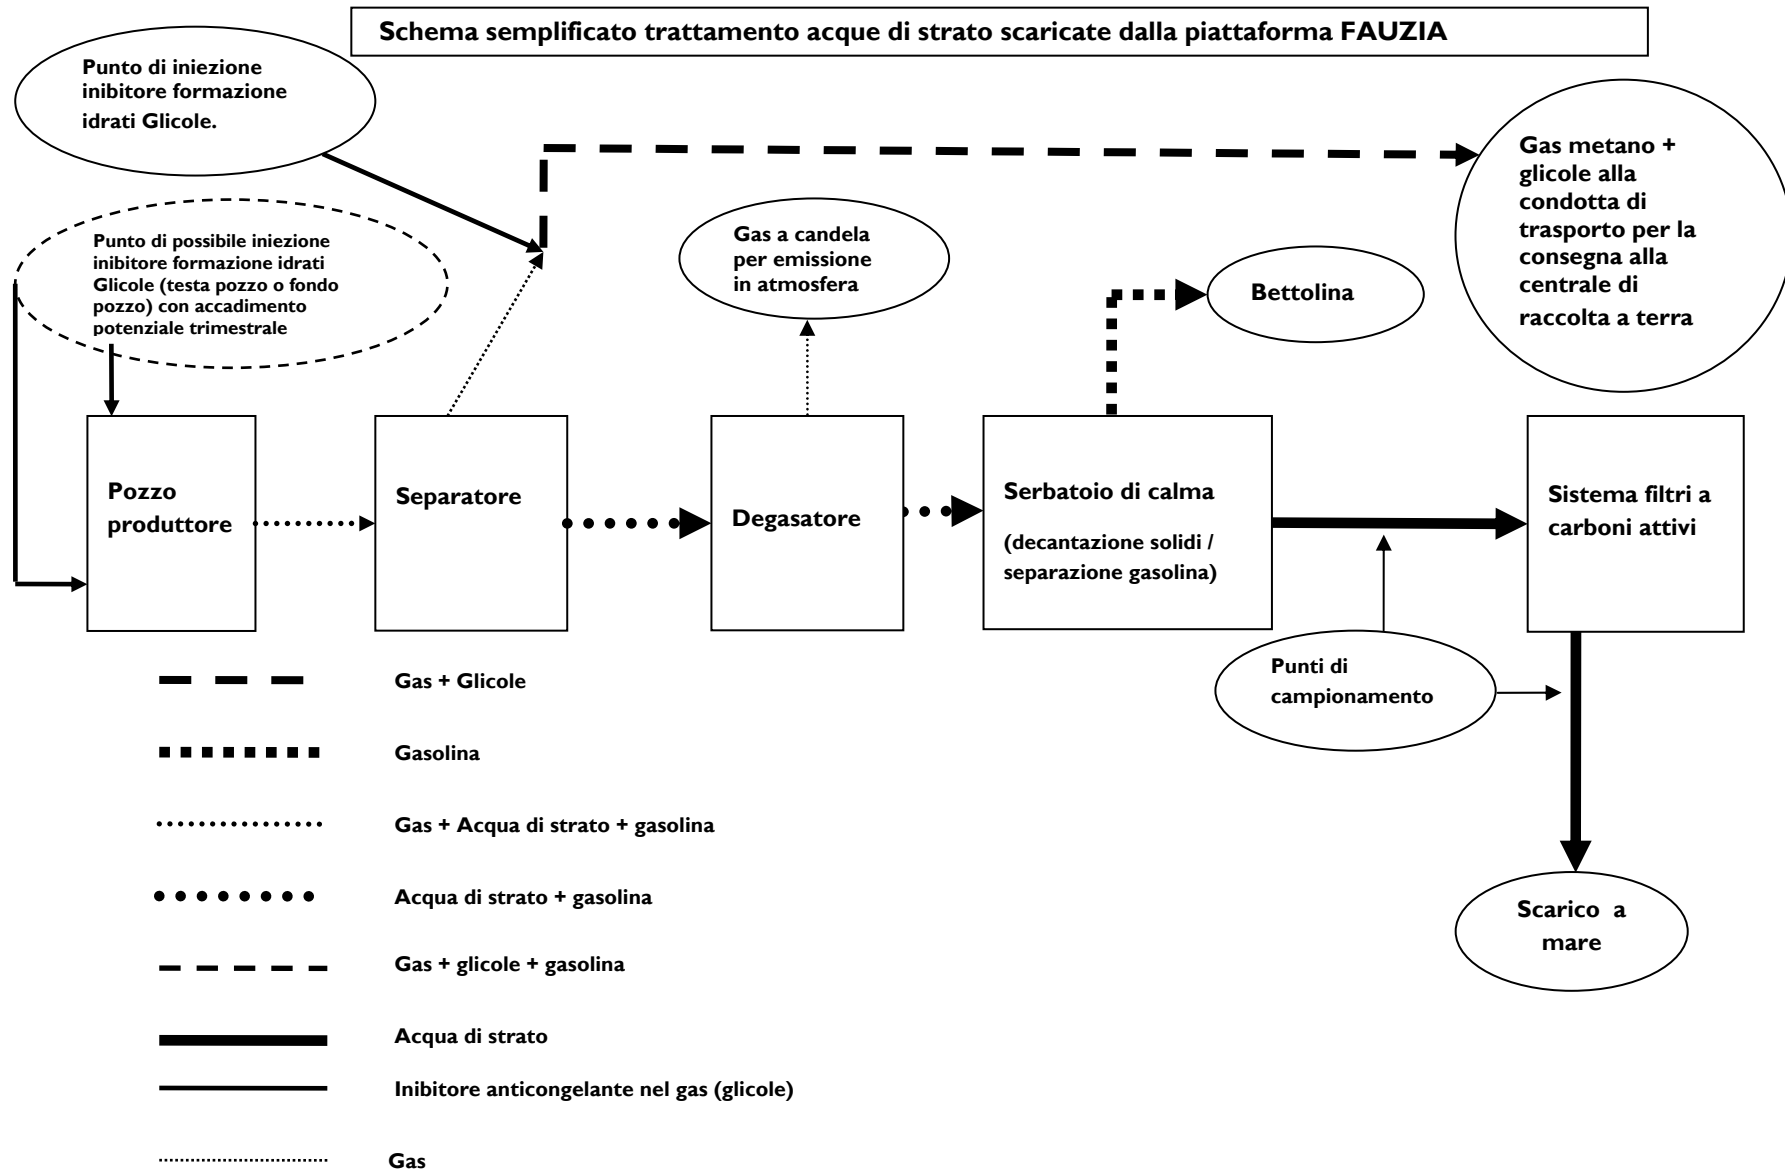 Schema semplificato trattamento acque di strato scaricate dalla piattaforma FAUZIA
Punto di iniezione
inibitore formazione
idrati Glicole.
Gas metano +
glicole alla
condotta di
trasporto per la
consegna alla
centrale di
raccolta a terra
Punto di possibile iniezione
inibitore formazione idrati
Glicole (testa pozzo o fondo
pozzo) con accadimento
potenziale trimestrale
Gas a candela
per emissione
in atmosfera
Bettolina
Pozzo
produttore
Separatore
Degasatore
Serbatoio di calma
(decantazione solidi /
separazione gasolina)
Sistema filtri a
carboni attivi
Punti di
campionamento
Scarico a
mare
Gas + Glicole
Gasolina
Gas + Acqua di strato + gasolina
Acqua di strato + gasolina
Gas + glicole + gasolina
Acqua di strato
Inibitore anticongelante nel gas (glicole)
Gas